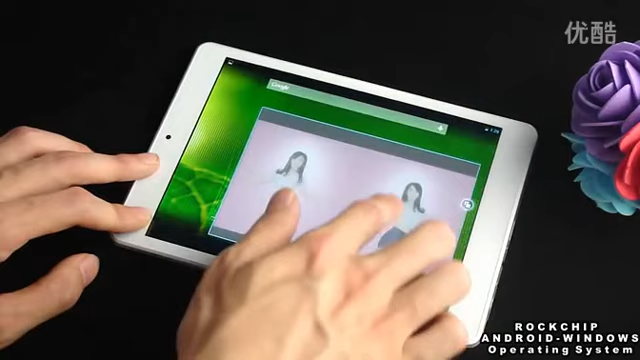 优酷
Google
ROCKCHIP
ANDROID-WINDOWS
Operating System